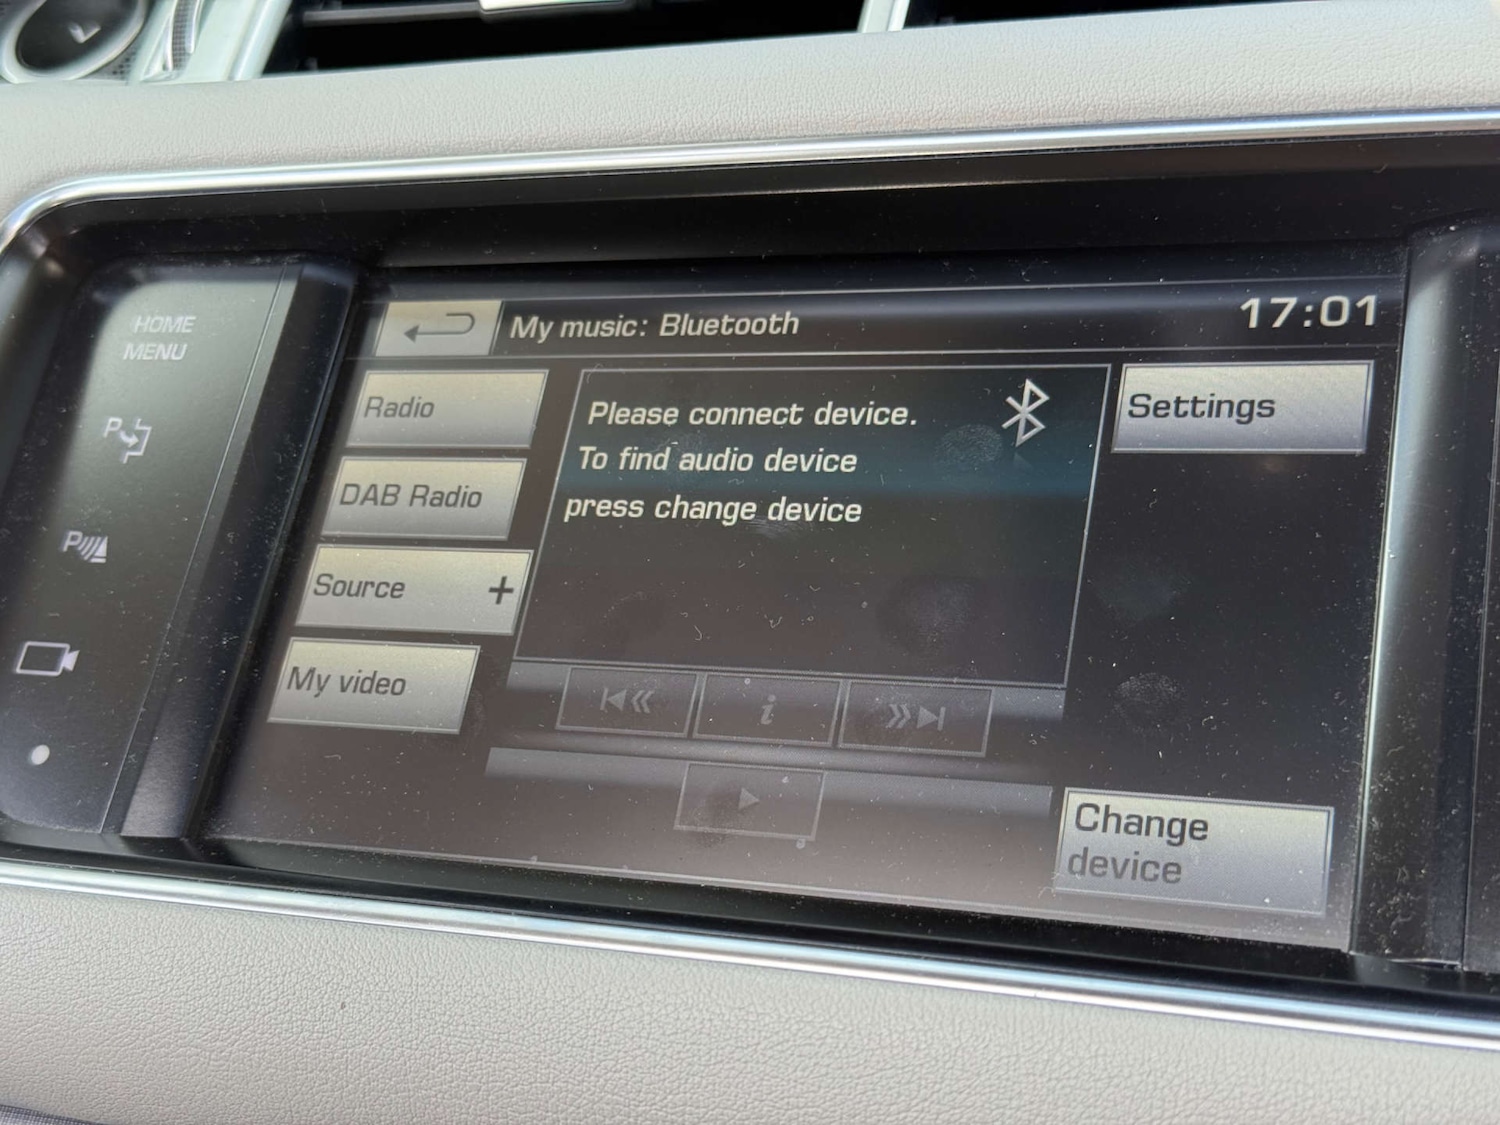 HOME
MENU
P
P
My music: Bluetooth
17:01
Radio
DAB Radio
Source +
My video
Please connect device.
To find audio device
press change device
i
Settings
Change
device